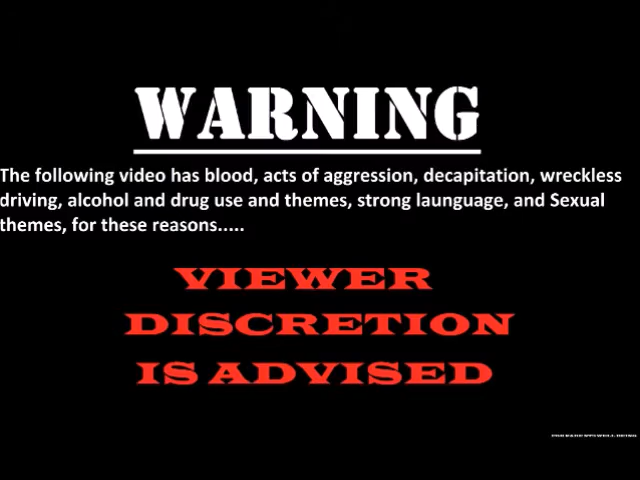 WARNING
The following video has blood, acts of aggression, decapitation, wreckless
driving, alcohol and drug use and themes, strong launguage, and Sexual
themes, for these reasons.....
VIEWER
DISCRETION
IS ADVISED